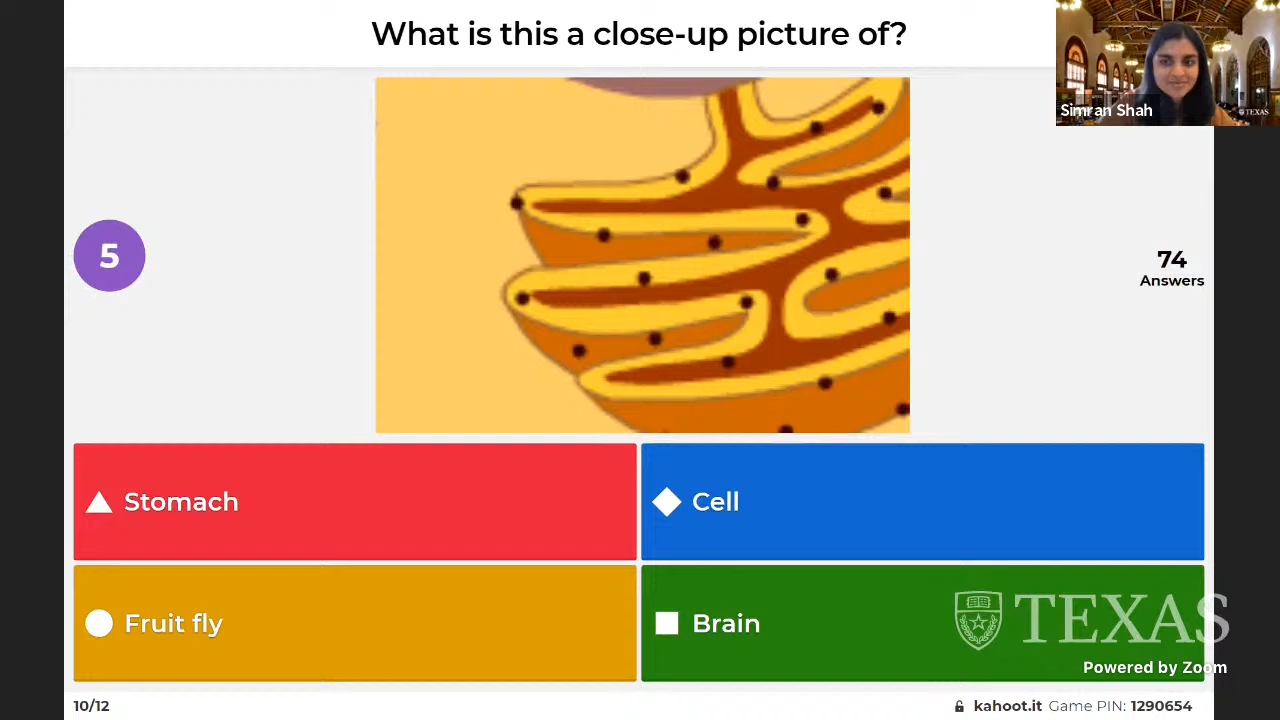 What is this a close-up picture of?
Simran Shah
TEXAS
5
74
Answers
Stomach
Cell
Fruit fly
Brain
TEXAS
Powered by Zoom
10/12
kahoot.it Game PIN: 1290654